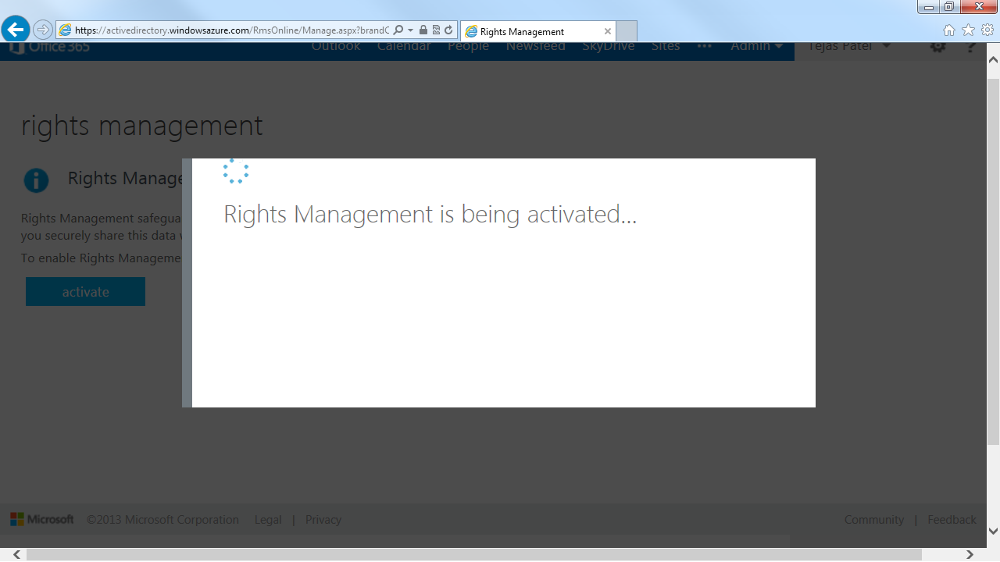 https://activedirectory.windowsazure.com/RmsOnline/Manage.aspx?brandC
Rights Management
Office 365
Outlook Calendar People Newsfeed SkyDrive Sites ••• Admin
Tejas Patel
?
rights management
Rights Manage
Rights Management safegua
you securely share this data
To enable Rights Manageme
activate
Rights Management is being activated...
Microsoft ©2013 Microsoft Corporation Legal | Privacy
Community | Feedback